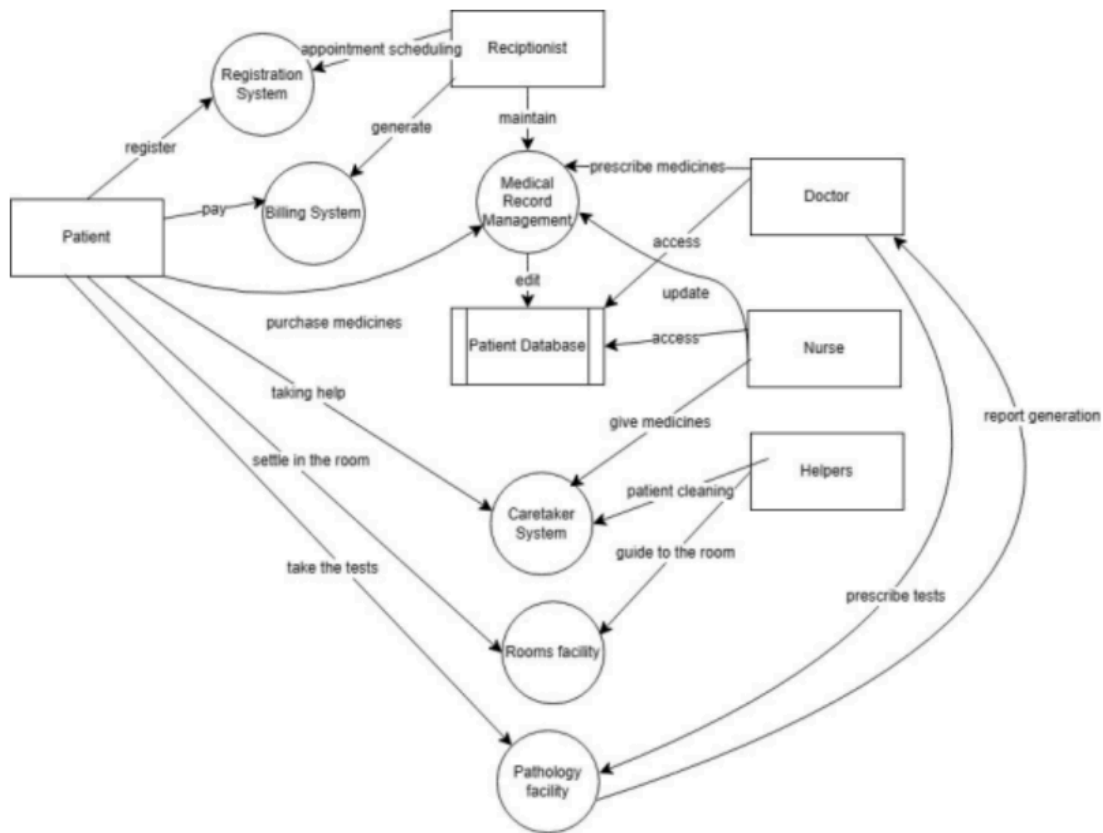 Reciptionist
appointment scheduling
Registration
System
generate
maintain
register
prescribe medicines
Medical
Record
Management
Doctor
Patient
pay
Billing System
access
edit
update
purchase medicines
Patient Database
access
Nurse
taking help
give medicines
report generation
settle in the room
Helpers
patient cleaning
Caretaker
System
guide to the room
take the tests
prescribe tests
Rooms facility
Pathology
facility